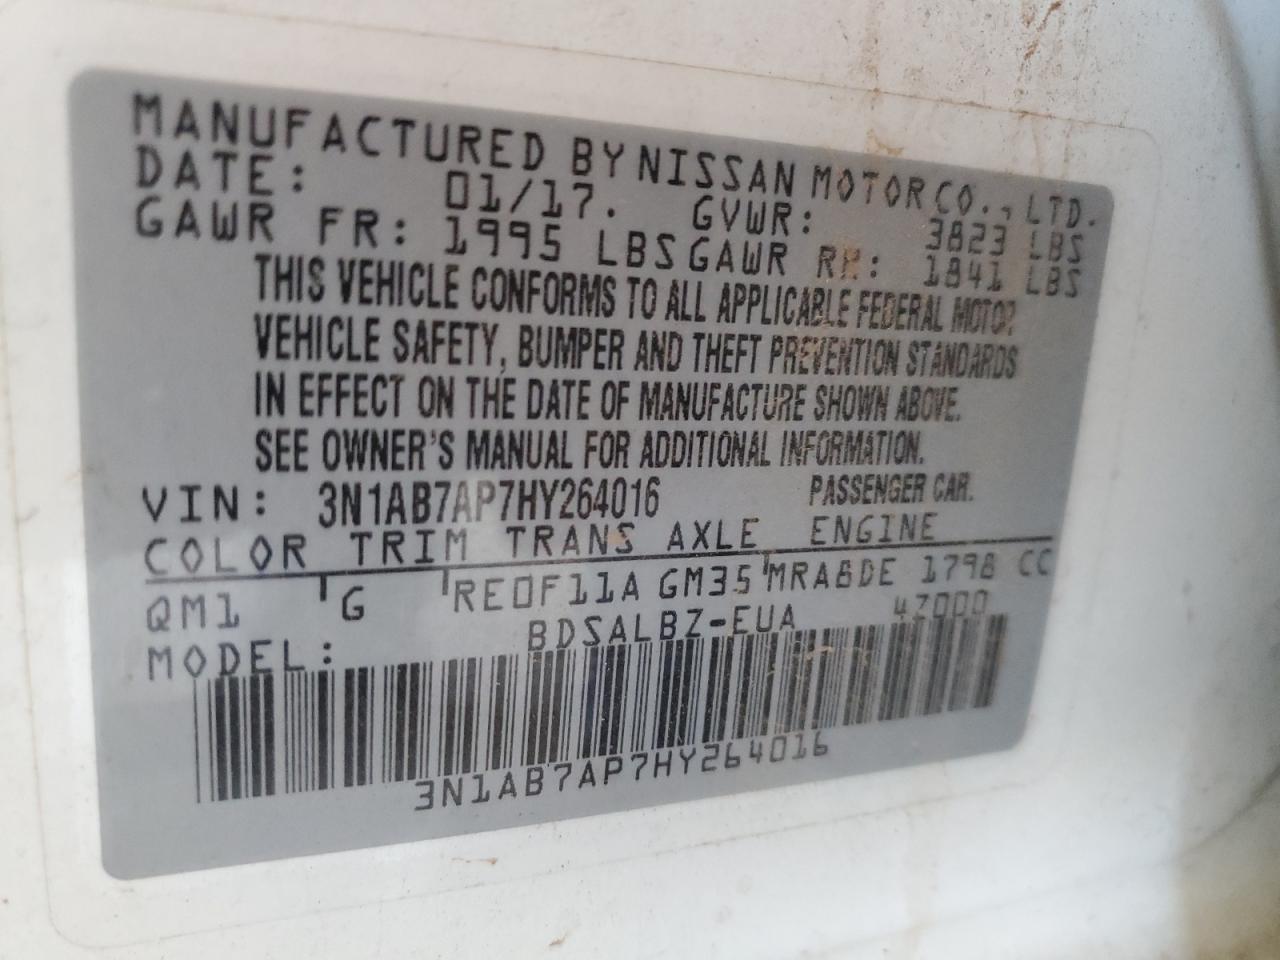 MANUFACTURED BY NISSAN MOTOR CO., LTD.
DATE: 01/17. GVWR: 3823 LBS
GAWR FR: 1995 LBS GAWR RR: 1841 LBS
THIS VEHICLE CONFORMS TO ALL APPLICABLE FEDERAL MOTOR
VEHICLE SAFETY, BUMPER AND THEFT PREVENTION STANDARDS
IN EFFECT ON THE DATE OF MANUFACTURE SHOWN ABOVE.
SEE OWNER'S MANUAL FOR ADDITIONAL INFORMATION.
VIN: 3N1AB7AP7HY264016 PASSENGER CAR.
COLOR TRIM TRANS AXLE ENGINE
QM1 G RE0F11A GM35 MRA8DE 1798 CC
MODEL: BDSALBZ-EUA 4Z000
3N1AB7AP7HY264016